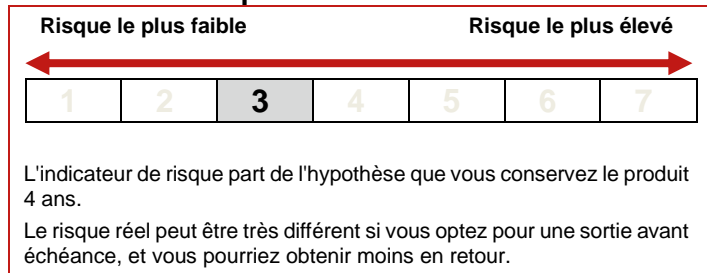 Risque le plus faible Risque le plus élevé
1 2 3 4 5 6 7
L'indicateur de risque part de l'hypothèse que vous conservez le produit
4 ans.
Le risque réel peut être très différent si vous optez pour une sortie avant
échéance, et vous pourriez obtenir moins en retour.